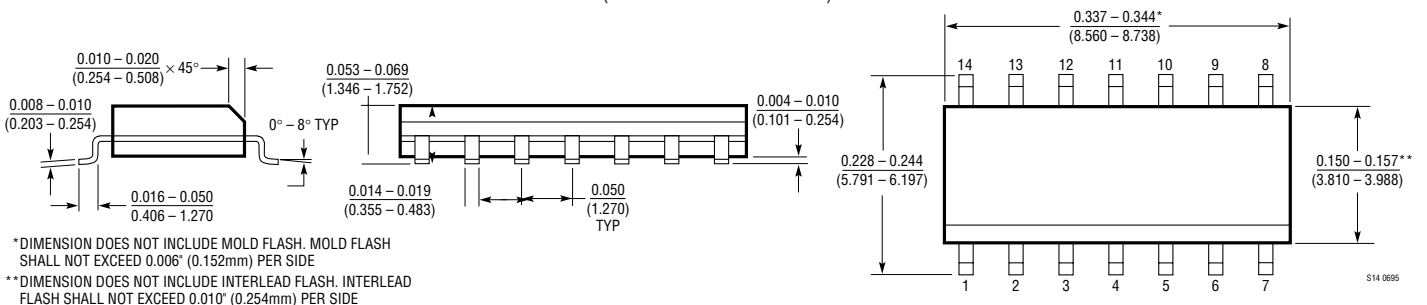 0.010 – 0.020
(0.254 – 0.508)
× 45°
0.008 – 0.010
(0.203 – 0.254)
0° – 8° TYP
0.016 – 0.050
0.406 – 1.270
0.053 – 0.069
(1.346 – 1.752)
0.004 – 0.010
(0.101 – 0.254)
0.014 – 0.019
(0.355 – 0.483)
0.050
(1.270)
TYP
0.337 – 0.344*
(8.560 – 8.738)
14 13 12 11 10 9 8
0.228 – 0.244
(5.791 – 6.197)
0.150 – 0.157**
(3.810 – 3.988)
1 2 3 4 5 6 7
*DIMENSION DOES NOT INCLUDE MOLD FLASH. MOLD FLASH
SHALL NOT EXCEED 0.006" (0.152mm) PER SIDE
**DIMENSION DOES NOT INCLUDE INTERLEAD FLASH. INTERLEAD
FLASH SHALL NOT EXCEED 0.010" (0.254mm) PER SIDE
S14 0695